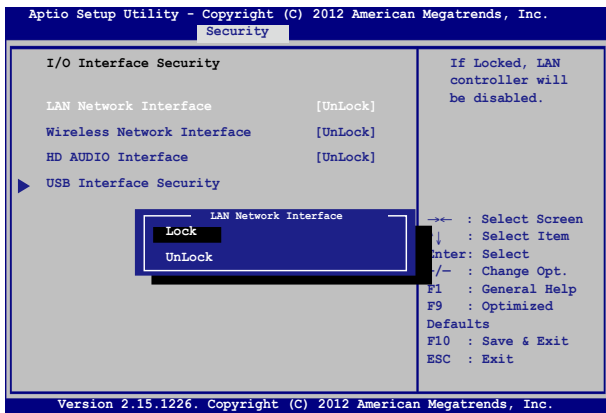 Aptio Setup Utility - Copyright (C) 2012 American Megatrends, Inc.
Security
I/O Interface Security
LAN Network Interface [UnLock]
Wireless Network Interface [UnLock]
HD AUDIO Interface [UnLock]
USB Interface Security
If Locked, LAN
controller will
be disabled.
LAN Network Interface
Lock
UnLock
→← : Select Screen
↓ : Select Item
nter: Select
/— : Change Opt.
F1 : General Help
F9 : Optimized
Defaults
F10 : Save & Exit
ESC : Exit
Version 2.15.1226. Copyright (C) 2012 American Megatrends, Inc.